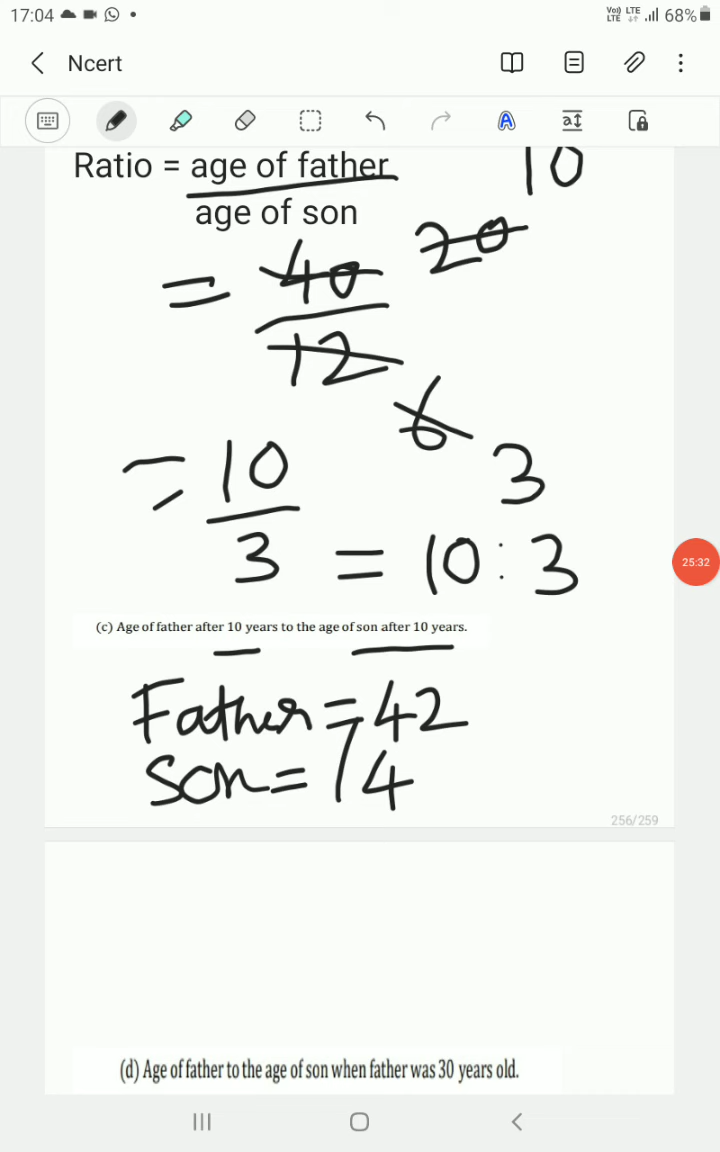 17:04 Vo)) LTE LTE 68%
Ncert
Ratio = age of father
age of son
10
= 40 20
12
6
= 10 3
3 = 10 : 3
25:32
(c) Age of father after 10 years to the age of son after 10 years.
Father = 42
Son = 14
256/259
(d) Age of father to the age of son when father was 30 years old.